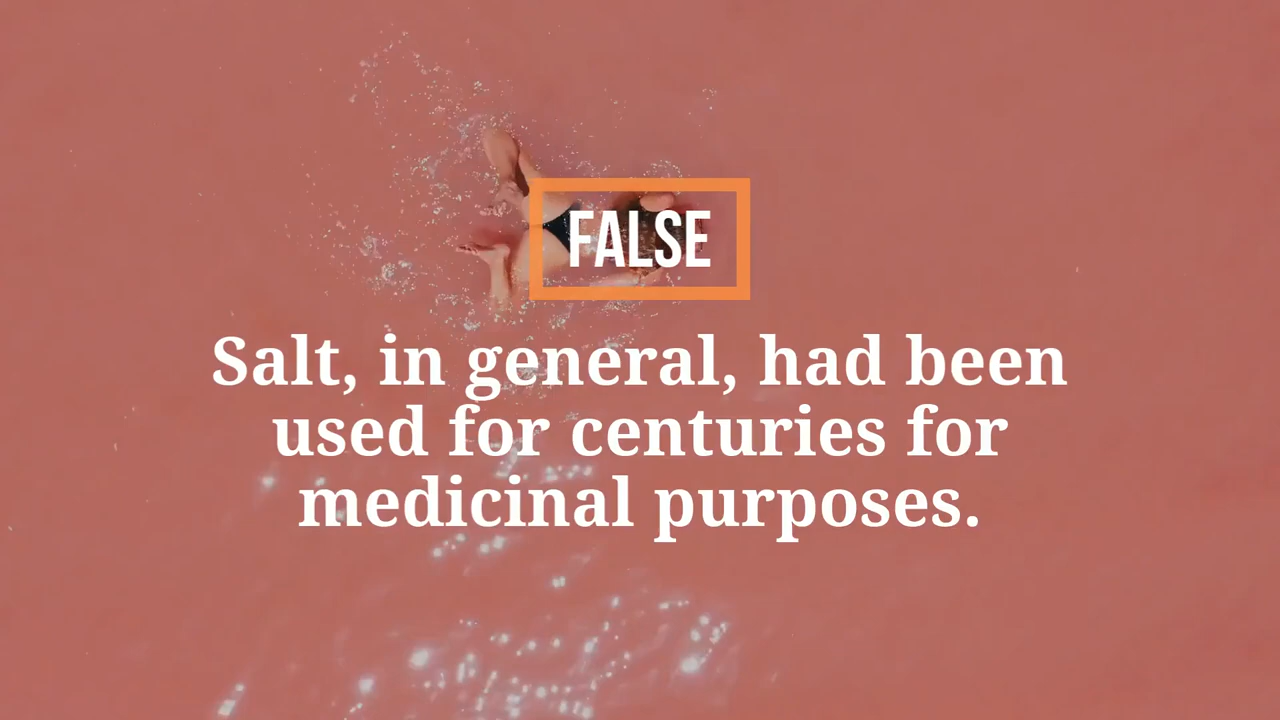 FALSE
Salt, in general, had been
used for centuries for
medicinal purposes.